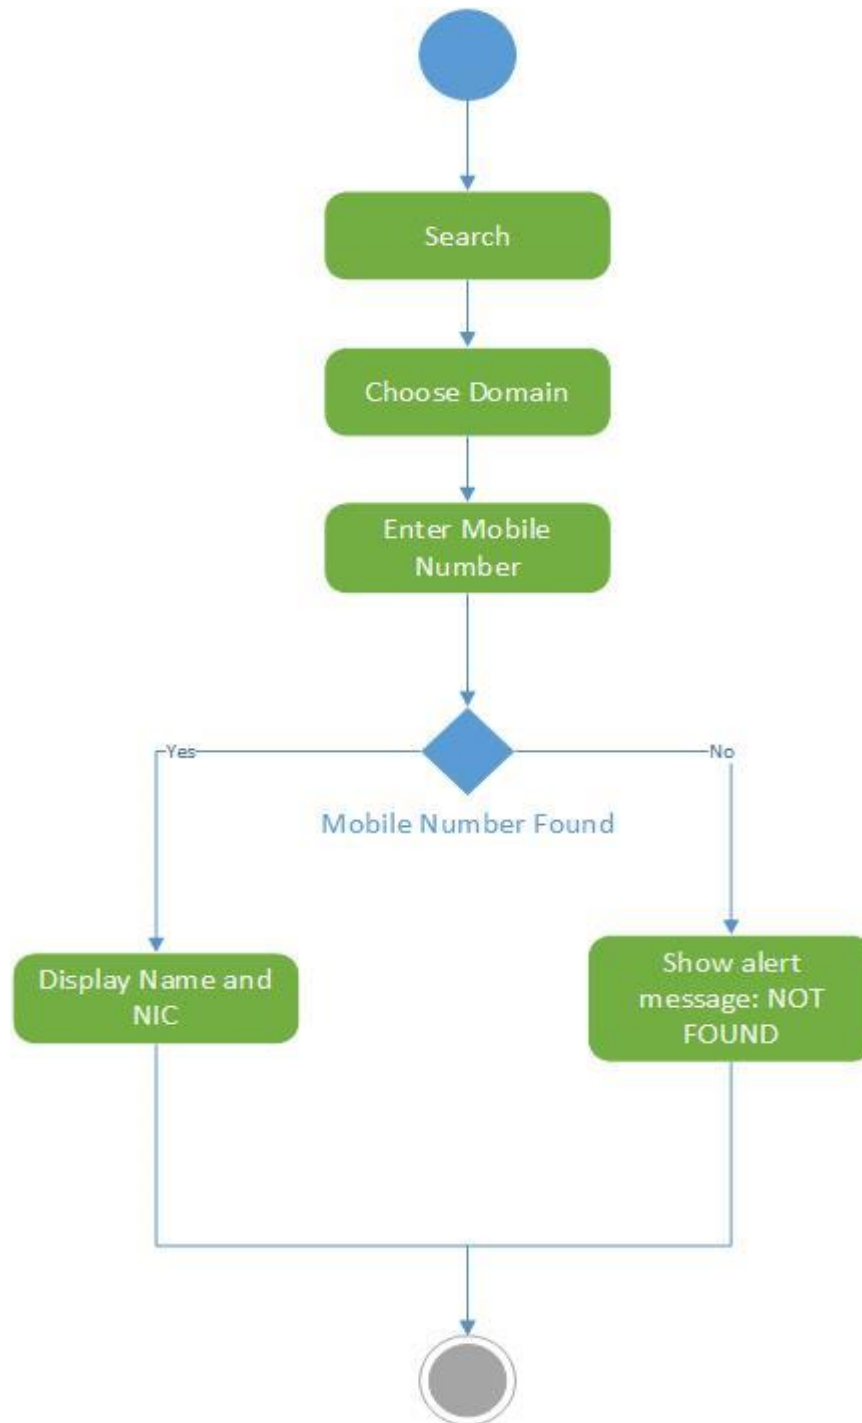 Search
Choose Domain
Enter Mobile
Number
Yes
No
Mobile Number Found
Display Name and
NIC
Show alert
message: NOT
FOUND